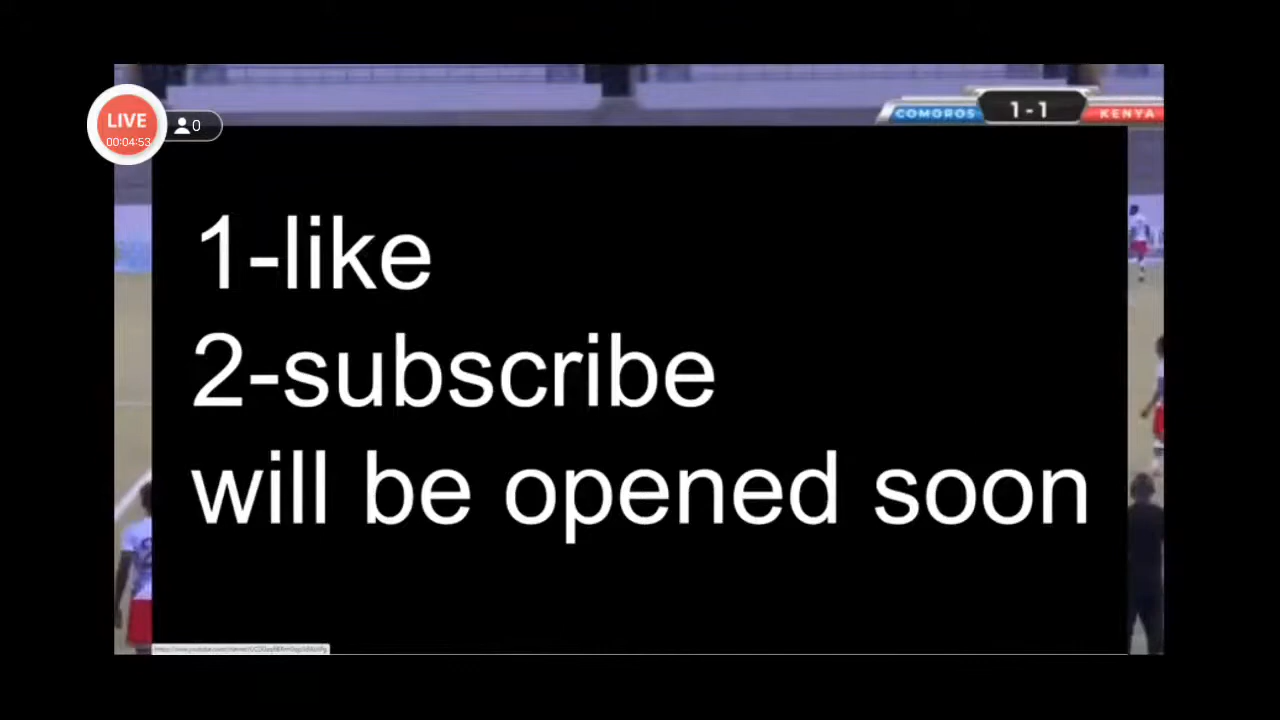 LIVE
00:04:53
0
COMOROS 1-1 KENYA
1-like
2-subscribe
will be opened soon